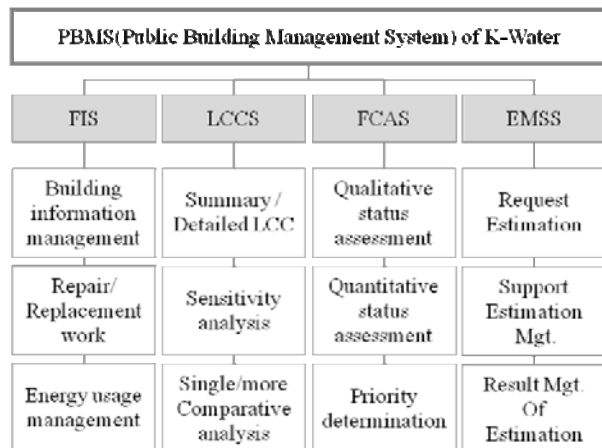 PBMS(Public Building Management System) of K-Water
FIS
LCCS
FCAS
EMSS
Building
information
management
Summary /
Detailed LCC
Qualitative
status
assessment
Request
Estimation
Repair/
Replacement
work
Sensitivity
analysis
Quantitative
status
assessment
Support
Estimation
Mgt.
Energy usage
management
Single/more
Comparative
analysis
Priority
determination
Result Mgt.
Of
Estimation